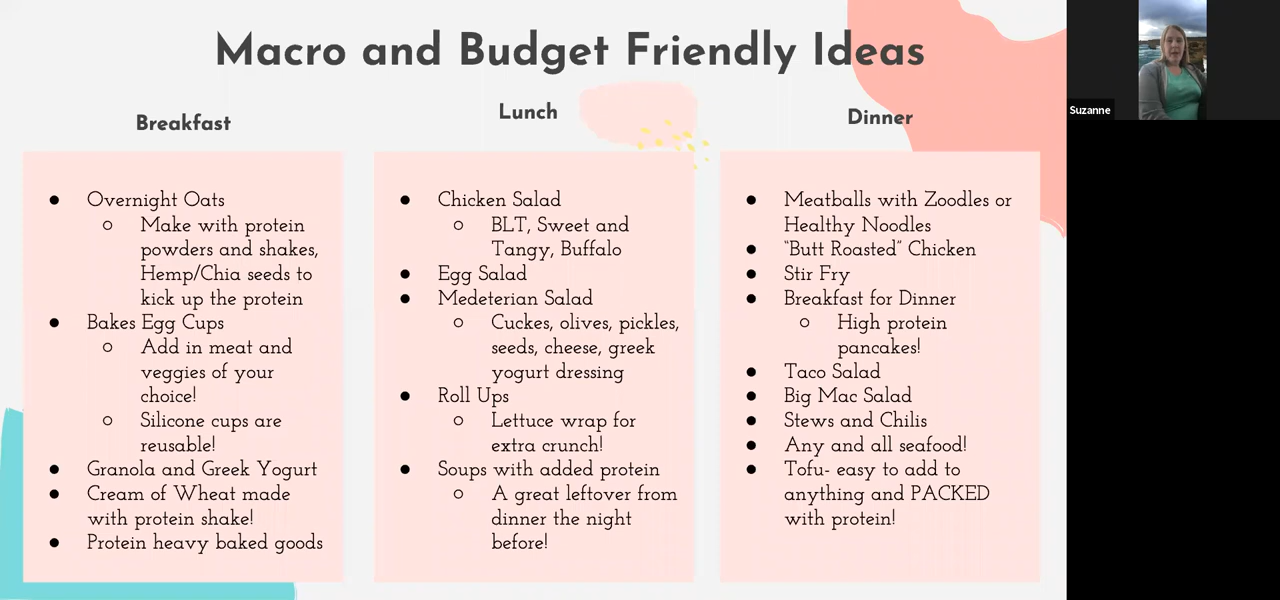 Macro and Budget Friendly Ideas
Breakfast
Overnight Oats
Make with protein
powders and shakes,
Hemp/Chia seeds to
kick up the protein
Bakes Egg Cups
Add in meat and
veggies of your
choice!
Silicone cups are
reusable!
Granola and Greek Yogurt
Cream of Wheat made
with protein shake!
Protein heavy baked goods
Lunch
Chicken Salad
BLT, Sweet and
Tangy, Buffalo
Egg Salad
Medeterian Salad
Cuckes, olives, pickles,
seeds, cheese, greek
yogurt dressing
Roll Ups
Lettuce wrap for
extra crunch!
Soups with added protein
A great leftover from
dinner the night
before!
Dinner
Meatballs with Zoodles or
Healthy Noodles
“Butt Roasted” Chicken
Stir Fry
Breakfast for Dinner
High protein
pancakes!
Taco Salad
Big Mac Salad
Stews and Chilis
Any and all seafood!
Tofu- easy to add to
anything and PACKED
with protein!
Suzanne